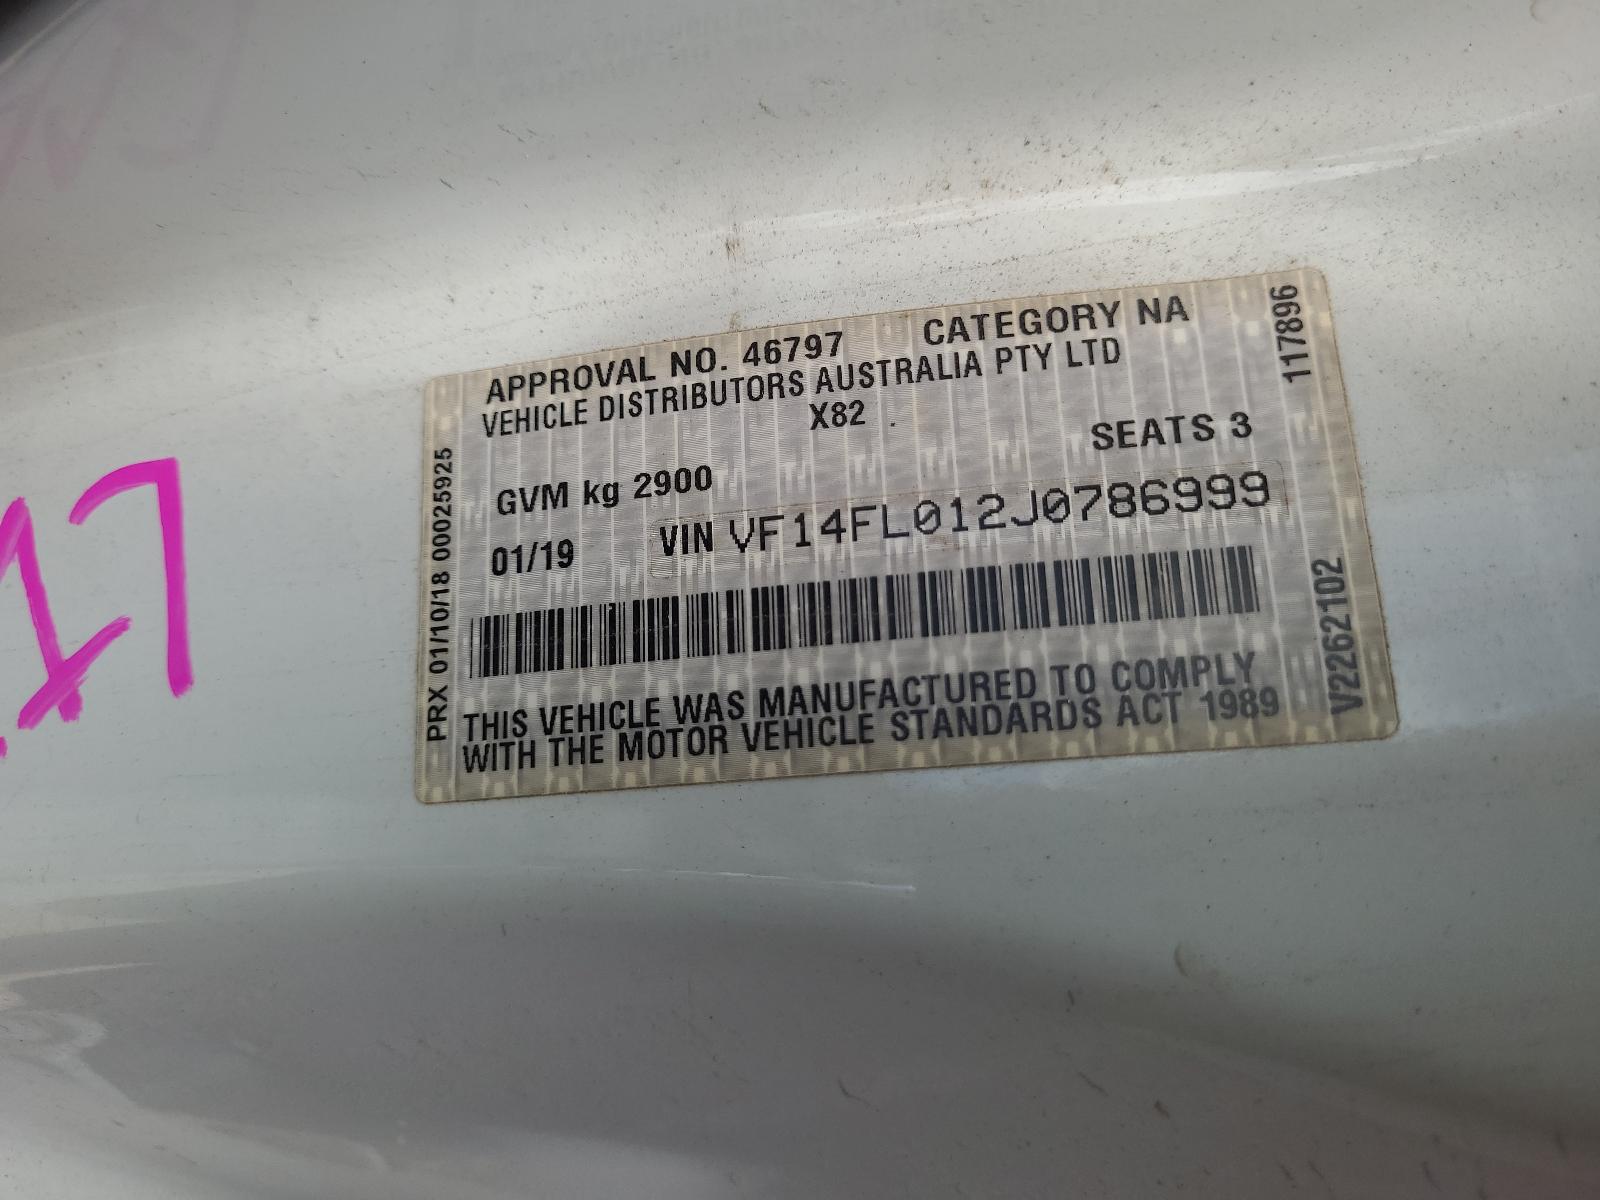 APPROVAL NO. 46797 CATEGORY NA
VEHICLE DISTRIBUTORS AUSTRALIA PTY LTD
X82
SEATS 3
GVM kg 2900
01/19 VIN VF14FL012J0786999
THIS VEHICLE WAS MANUFACTURED TO COMPLY
WITH THE MOTOR VEHICLE STANDARDS ACT 1989
PRX 01/10/18 00025925
117896
V2262102